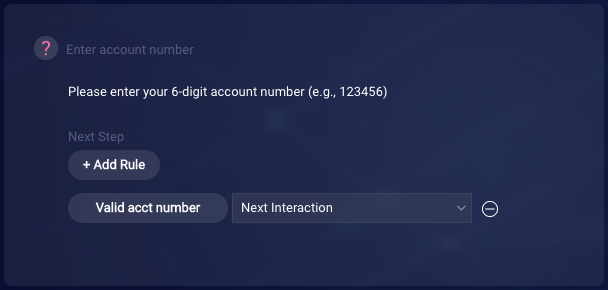 ? Enter account number
Please enter your 6-digit account number (e.g., 123456)
Next Step
+ Add Rule
Valid acct number Next Interaction